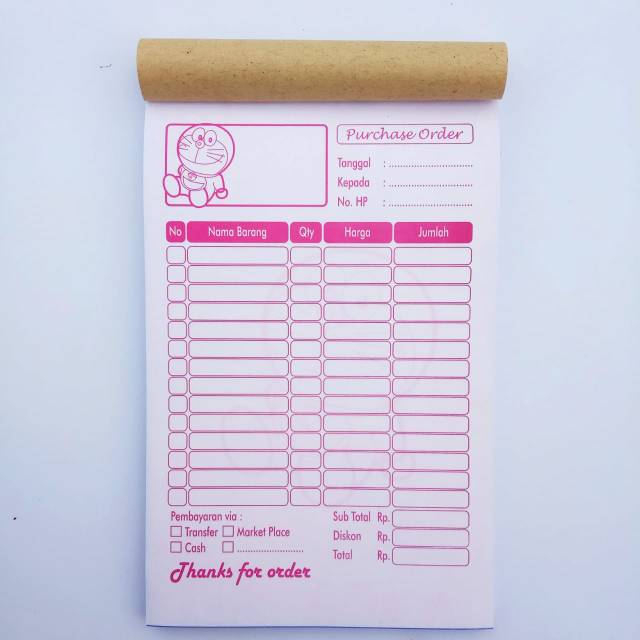 Purchase Order
Tanggal : ..............................
Kepada : ..............................
No. HP : ..............................
No Nama Barang Qty Harga Jumlah
Pembayaran via :
Transfer Market Place
Cash ........................
Sub Total Rp.
Diskon Rp.
Total Rp.
Thanks for order